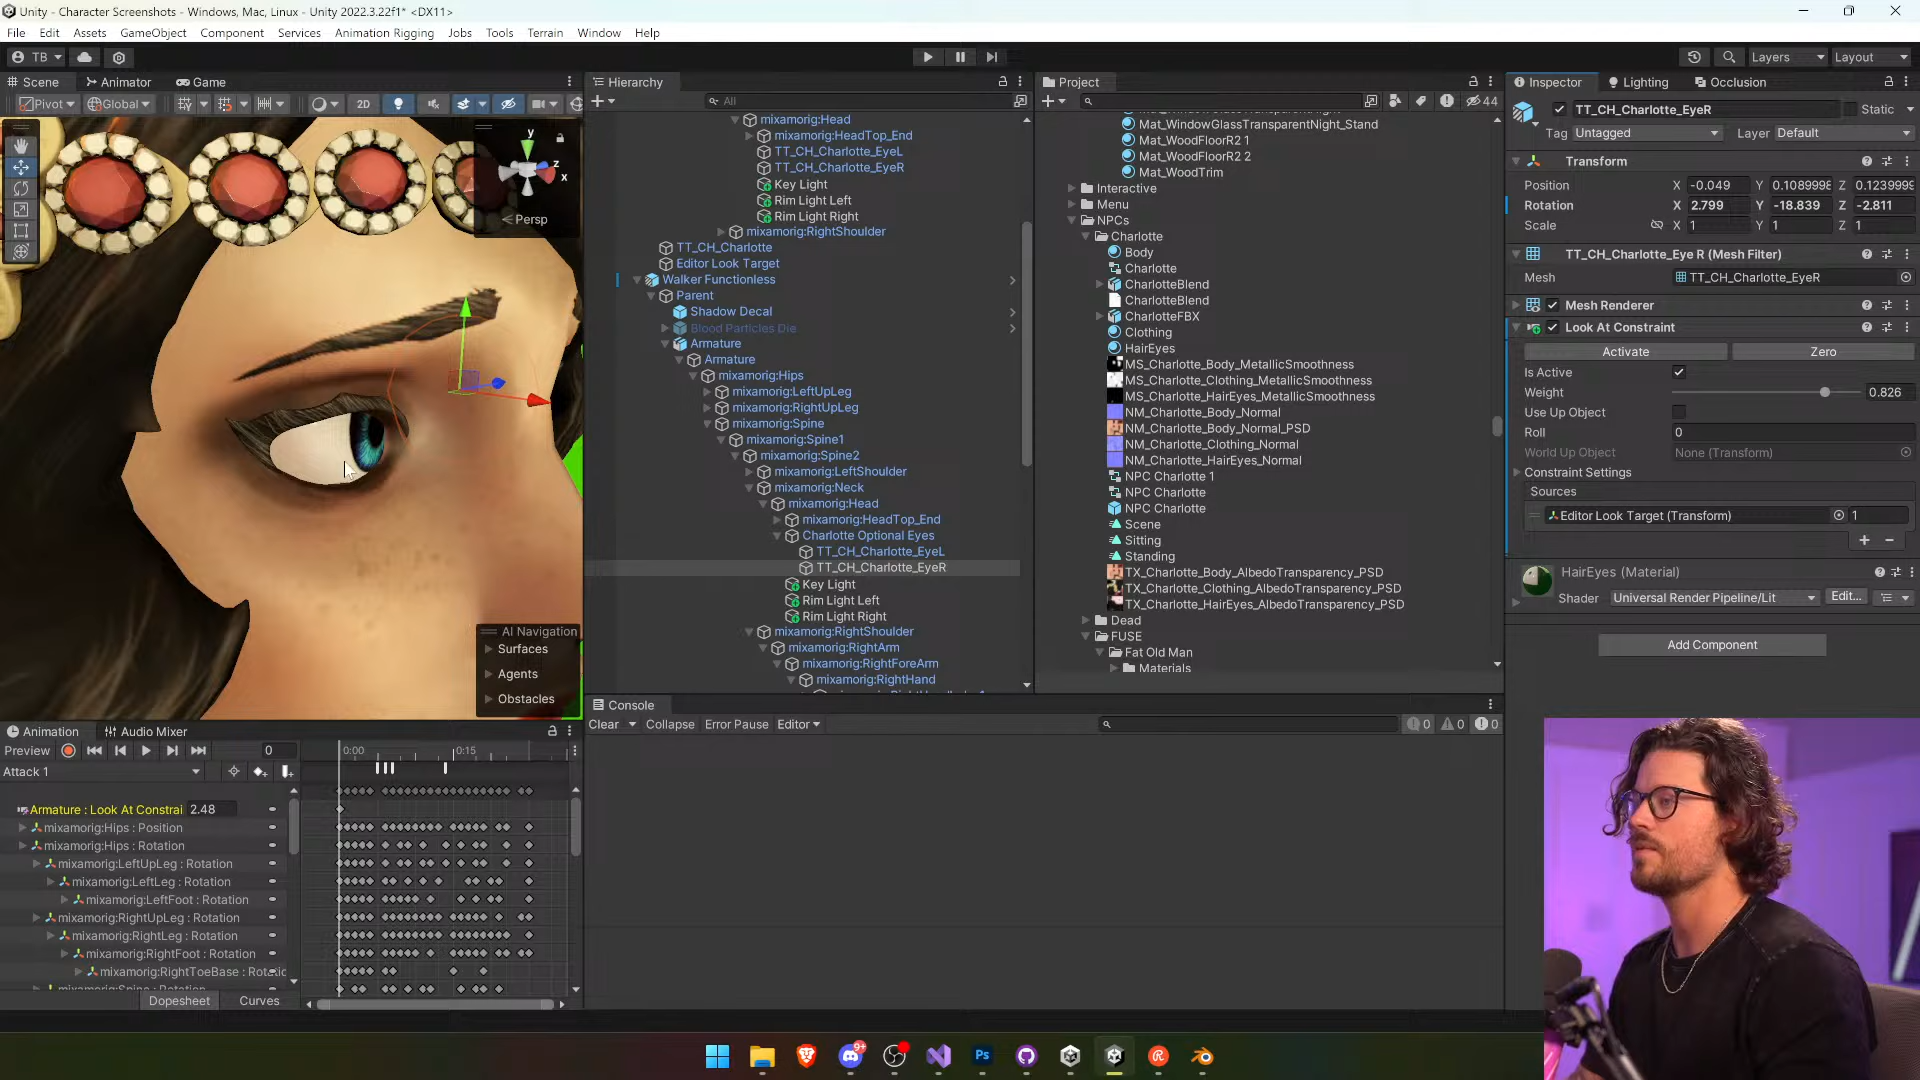 Unity - Character Screenshots - Windows, Mac, Linux - Unity 2022.3.22f1* <DX11>
File Edit Assets GameObject Component Services Animation Rigging Jobs Tools Terrain Window Help
TB
Layers Layout
Scene Animator Game
Pivot Global 2D
y
z
x
Persp
AI Navigation
Surfaces
Agents
Obstacles
Hierarchy
All
mixamorig:Head
mixamorig:HeadTop_End
TT_CH_Charlotte_EyeL
TT_CH_Charlotte_EyeR
Key Light
Rim Light Left
Rim Light Right
mixamorig:RightShoulder
TT_CH_Charlotte
Editor Look Target
Walker Functionless
Parent
Shadow Decal
Blood Particles Die
Armature
Armature
mixamorig:Hips
mixamorig:LeftUpLeg
mixamorig:RightUpLeg
mixamorig:Spine
mixamorig:Spine1
mixamorig:Spine2
mixamorig:LeftShoulder
mixamorig:Neck
mixamorig:Head
mixamorig:HeadTop_End
Charlotte Optional Eyes
TT_CH_Charlotte_EyeL
TT_CH_Charlotte_EyeR
Key Light
Rim Light Left
Rim Light Right
mixamorig:RightShoulder
mixamorig:RightArm
mixamorig:RightForeArm
mixamorig:RightHand
Project
44
Mat_WindowGlassTransparentNight_Stand
Mat_WoodFloorR2 1
Mat_WoodFloorR2 2
Mat_WoodTrim
Interactive
Menu
NPCs
Charlotte
Body
Charlotte
CharlotteBlend
CharlotteBlend
CharlotteFBX
Clothing
HairEyes
MS_Charlotte_Body_MetallicSmoothness
MS_Charlotte_Clothing_MetallicSmoothness
MS_Charlotte_HairEyes_MetallicSmoothness
NM_Charlotte_Body_Normal
NM_Charlotte_Body_Normal_PSD
NM_Charlotte_Clothing_Normal
NM_Charlotte_HairEyes_Normal
NPC Charlotte 1
NPC Charlotte
NPC Charlotte
Scene
Sitting
Standing
TX_Charlotte_Body_AlbedoTransparency_PSD
TX_Charlotte_Clothing_AlbedoTransparency_PSD
TX_Charlotte_HairEyes_AlbedoTransparency_PSD
Dead
FUSE
Fat Old Man
Materials
Inspector Lighting Occlusion
TT_CH_Charlotte_EyeR Static
Tag Untagged Layer Default
Transform
Position X -0.049 Y 0.1089998 Z 0.1239999
Rotation X 2.799 Y -18.839 Z -2.811
Scale X 1 Y 1 Z 1
TT_CH_Charlotte_Eye R (Mesh Filter)
Mesh TT_CH_Charlotte_EyeR
Mesh Renderer
Look At Constraint
Activate Zero
Is Active
Weight 0.826
Use Up Object
Roll 0
World Up Object None (Transform)
Constraint Settings
Sources
Editor Look Target (Transform) 1
HairEyes (Material)
Shader Universal Render Pipeline/Lit Edit...
Add Component
Console
Clear Collapse Error Pause Editor 0 0 0
Animation Audio Mixer
Preview 0 0:00 0:15
Attack 1
Armature : Look At Constrai 2.48
mixamorig:Hips : Position
mixamorig:Hips : Rotation
mixamorig:LeftUpLeg : Rotation
mixamorig:LeftLeg : Rotation
mixamorig:LeftFoot : Rotation
mixamorig:RightUpLeg : Rotation
mixamorig:RightLeg : Rotation
mixamorig:RightFoot : Rotation
mixamorig:RightToeBase : Rotatic
mixamorig:Spine : Rotation
Dopesheet Curves
9+
Ps